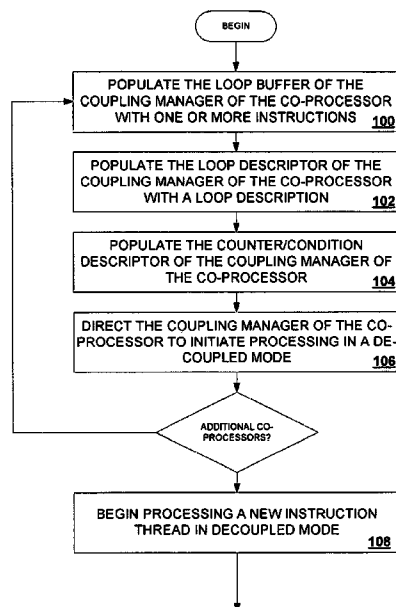 BEGIN
POPULATE THE LOOP BUFFER OF THE
COUPLING MANAGER OF THE CO-PROCESSOR
WITH ONE OR MORE INSTRUCTIONS
100
POPULATE THE LOOP DESCRIPTOR OF THE
COUPLING MANAGER OF THE CO-PROCESSOR
WITH A LOOP DESCRIPTION
102
POPULATE THE COUNTER/CONDITION
DESCRIPTOR OF THE COUPLING MANAGER OF
THE CO-PROCESSOR
104
DIRECT THE COUPLING MANAGER OF THE CO-
PROCESSOR TO INITIATE PROCESSING IN A DE-
COUPLED MODE
106
ADDITIONAL CO-
PROCESSORS?
BEGIN PROCESSING A NEW INSTRUCTION
THREAD IN DECOUPLED MODE
108